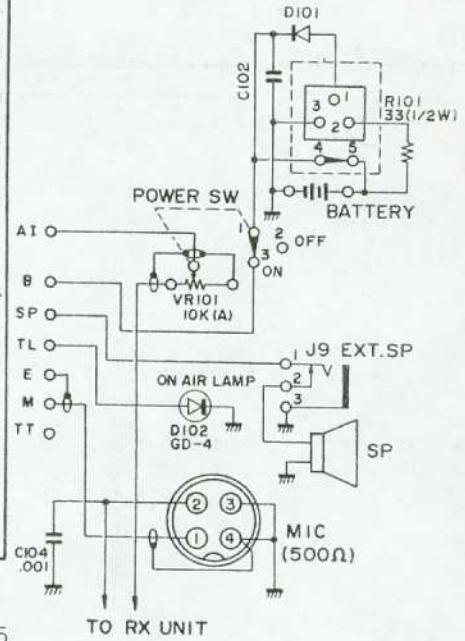 D101
C102
3 1
2
R101
33(1/2W)
4 5
BATTERY
POWER SW
1 2 OFF
3
ON
AI
B
VR101
10K(A)
SP
TL
E
M
TT
1 J9 EXT.SP
2
3
ON AIR LAMP
D102
GD-4
SP
2 3
1 4
MIC
(500Ω)
C104
.001
TO RX UNIT